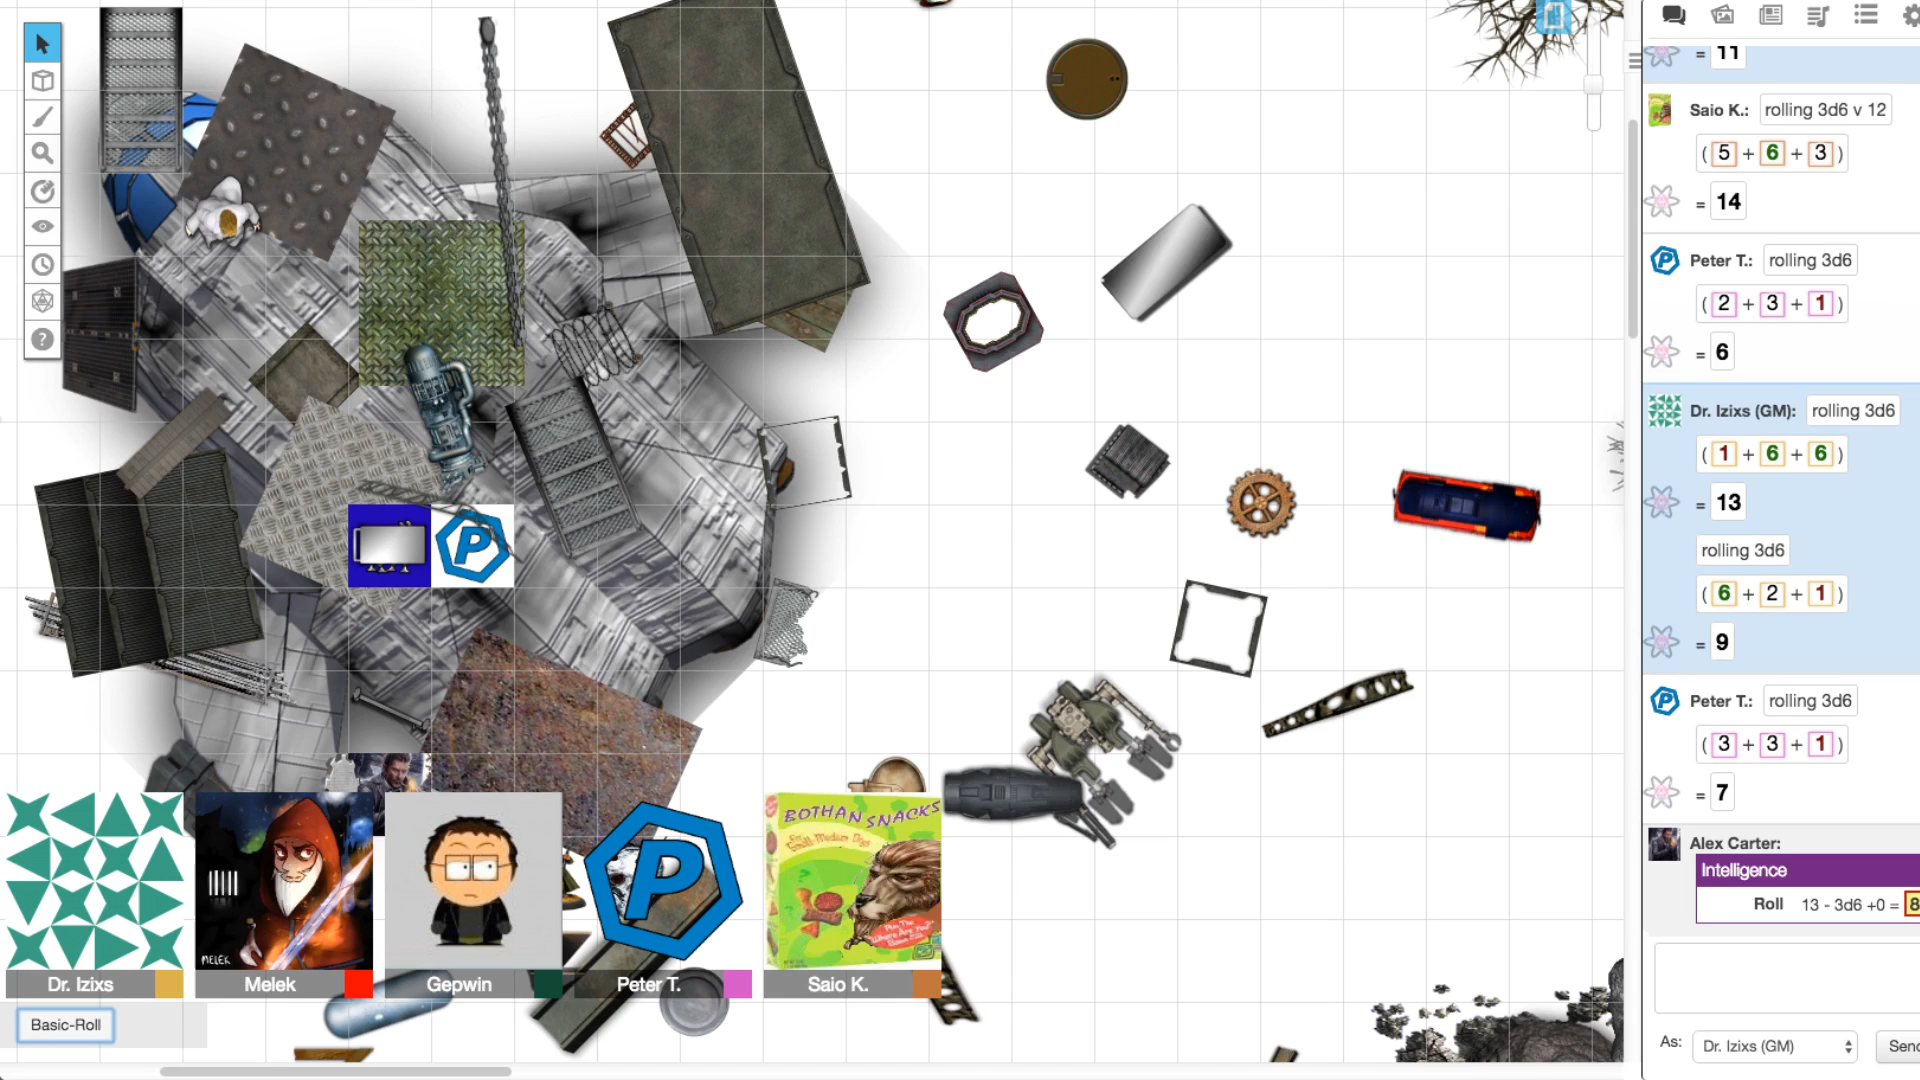 = 11
Saio K.: rolling 3d6 v 12
( 5 + 6 + 3 )
= 14
Peter T.: rolling 3d6
( 2 + 3 + 1 )
= 6
Dr. Izixs (GM): rolling 3d6
( 1 + 6 + 6 )
= 13
rolling 3d6
( 6 + 2 + 1 )
= 9
Peter T.: rolling 3d6
( 3 + 3 + 1 )
= 7
Alex Carter:
Intelligence
Roll 13 - 3d6 +0 = 8
As: Dr. Izixs (GM) Send
?
P
P
BOTHAN SNACKS
MELEK
Dr. Izixs
Melek
Gepwin
Peter T.
Saio K.
Basic-Roll